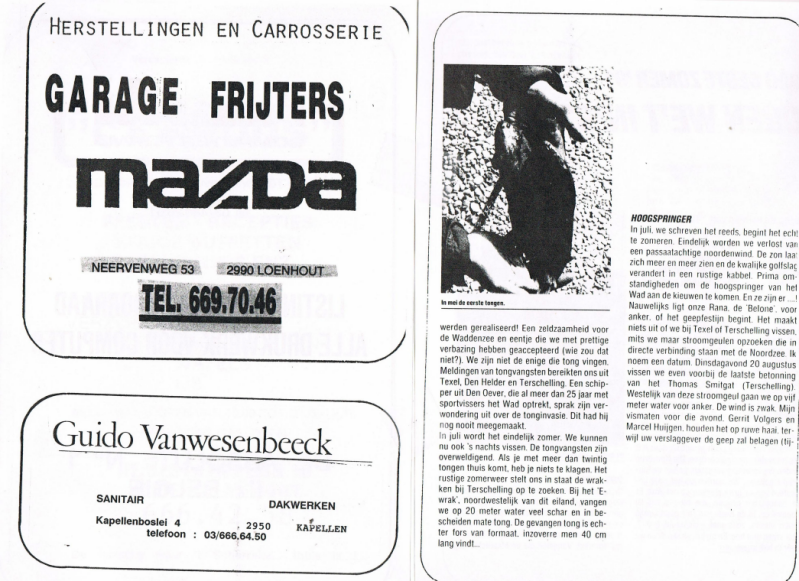 HERSTELLINGEN EN CARROSSERIE
GARAGE FRIJTERS
mazda
NEERVENWEG 53 2990 LOENHOUT
TEL. 669.70.46
Guido Vanwesenbeeck
SANITAIR
DAKWERKEN
Kapellenboslei 4 . 2950 KAPELLEN
telefoon : 03/666.64.50
In mei de eerste tongen.
werden gerealiseerd! Een zeldzaamheid voor
de Waddenzee en eentje die we met prettige
verbazing hebben geaccepteerd (wie zou dat
niet?). We zijn niet de enige die tong vingen.
Meldingen van tongvangsten bereikten ons uit
Texel, Den Helder en Terschelling. Een schip-
per uit Den Oever, die al meer dan 25 jaar met
sportvissers het Wad optrekt, sprak zijn ver-
wondering uit over de tonginvasie. Dit had hij
nog nooit meegemaakt.
In juli wordt het eindelijk zomer. We kunnen
nu ook 's nachts vissen. De tongvangsten zijn
overweldigend. Als je met meer dan twintig
tongen thuis komt, heb je niets te klagen. Het
rustige zomerweer stelt ons in staat de wrak-
ken bij Terschelling op te zoeken. Bij het 'E-
wrak', noordwestelijk van dit eiland, vangen
we op 20 meter water veel schar en in be-
scheiden mate tong. De gevangen tong is ech-
ter fors van formaat, inzoverre men 40 cm
lang vindt...
HOOGSPRINGER
In juli, we schreven het reeds, begint het echt
te zomeren. Eindelijk worden we verlost van
een passaatachtige noordenwind. De zon laat
zich meer en meer zien en de kwalijke golfslag
verandert in een rustige kabbel. Prima om-
standigheden om de hoogspringer van het
Wad aan de kieuwen te komen. En ze zijn er ....!
Nauwelijks ligt onze Rana, de 'Belone', voor
anker, of het geepfestijn begint. Het maakt
niets uit of we bij Texel of Terschelling vissen,
mits we maar stroomgeulen opzoeken die in
directe verbinding staan met de Noordzee. Ik
noem een datum. Dinsdagavond 20 augustus
vissen we even voorbij de laatste betonning
van het Thomas Smitgat (Terschelling).
Westelijk van deze stroomgeul gaan we op vijf
meter water voor anker. De wind is zwak. Mijn
vismaten voor die avond, Gerrit Volgers en
Marcel Huijgen, houden het op ruwe haai, ter-
wijl uw verslaggever de geep zal belagen (tij-